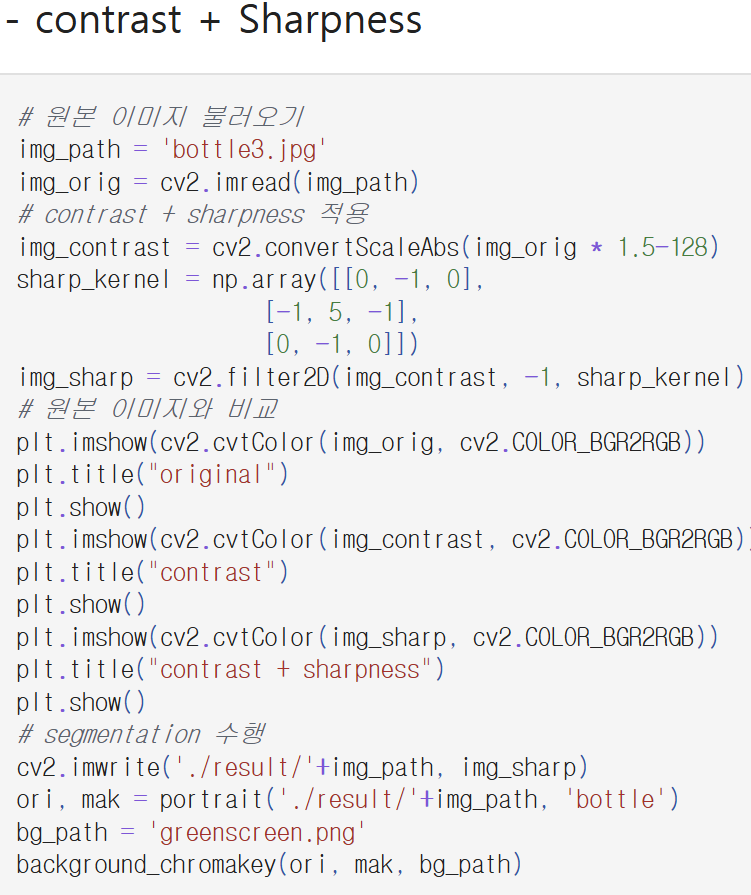 - contrast + Sharpness
# 원본 이미지 불러오기
img_path = 'bottle3.jpg'
img_orig = cv2.imread(img_path)
# contrast + sharpness 적용
img_contrast = cv2.convertScaleAbs(img_orig * 1.5-128)
sharp_kernel = np.array([[0, -1, 0],
[-1, 5, -1],
[0, -1, 0]])
img_sharp = cv2.filter2D(img_contrast, -1, sharp_kernel)
# 원본 이미지와 비교
plt.imshow(cv2.cvtColor(img_orig, cv2.COLOR_BGR2RGB))
plt.title("original")
plt.show()
plt.imshow(cv2.cvtColor(img_contrast, cv2.COLOR_BGR2RGB))
plt.title("contrast")
plt.show()
plt.imshow(cv2.cvtColor(img_sharp, cv2.COLOR_BGR2RGB))
plt.title("contrast + sharpness")
plt.show()
# segmentation 수행
cv2.imwrite('./result/'+img_path, img_sharp)
ori, mak = portrait('./result/'+img_path, 'bottle')
bg_path = 'greenscreen.png'
background_chromakey(ori, mak, bg_path)